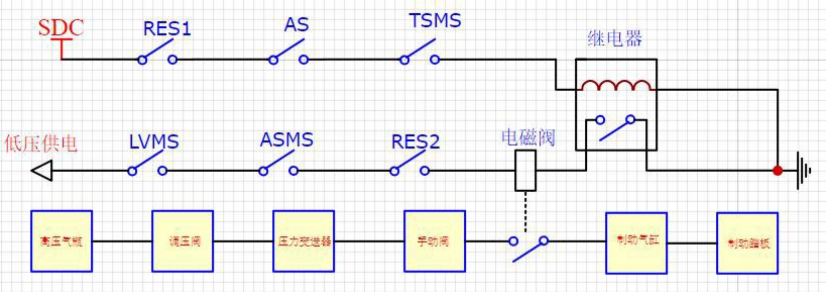 SDC
RES1
AS
TSMS
继电器
低压供电
LVMS
ASMS
RES2
电磁阀
高压气瓶
调压阀
压力变送器
手动阀
制动气缸
制动踏板